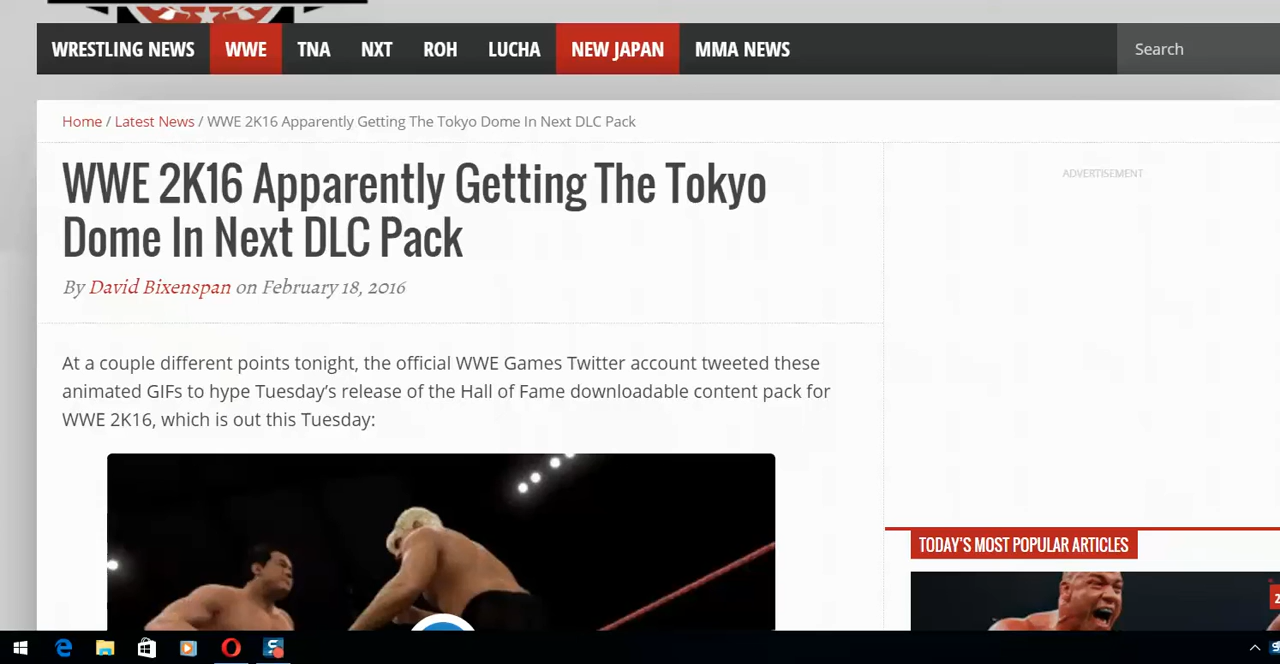 WRESTLING NEWS WWE TNA NXT ROH LUCHA NEW JAPAN MMA NEWS Search
Home / Latest News / WWE 2K16 Apparently Getting The Tokyo Dome In Next DLC Pack
WWE 2K16 Apparently Getting The Tokyo
Dome In Next DLC Pack
By David Bixenspan on February 18, 2016
ADVERTISEMENT
At a couple different points tonight, the official WWE Games Twitter account tweeted these
animated GIFs to hype Tuesday's release of the Hall of Fame downloadable content pack for
WWE 2K16, which is out this Tuesday:
TODAY'S MOST POPULAR ARTICLES